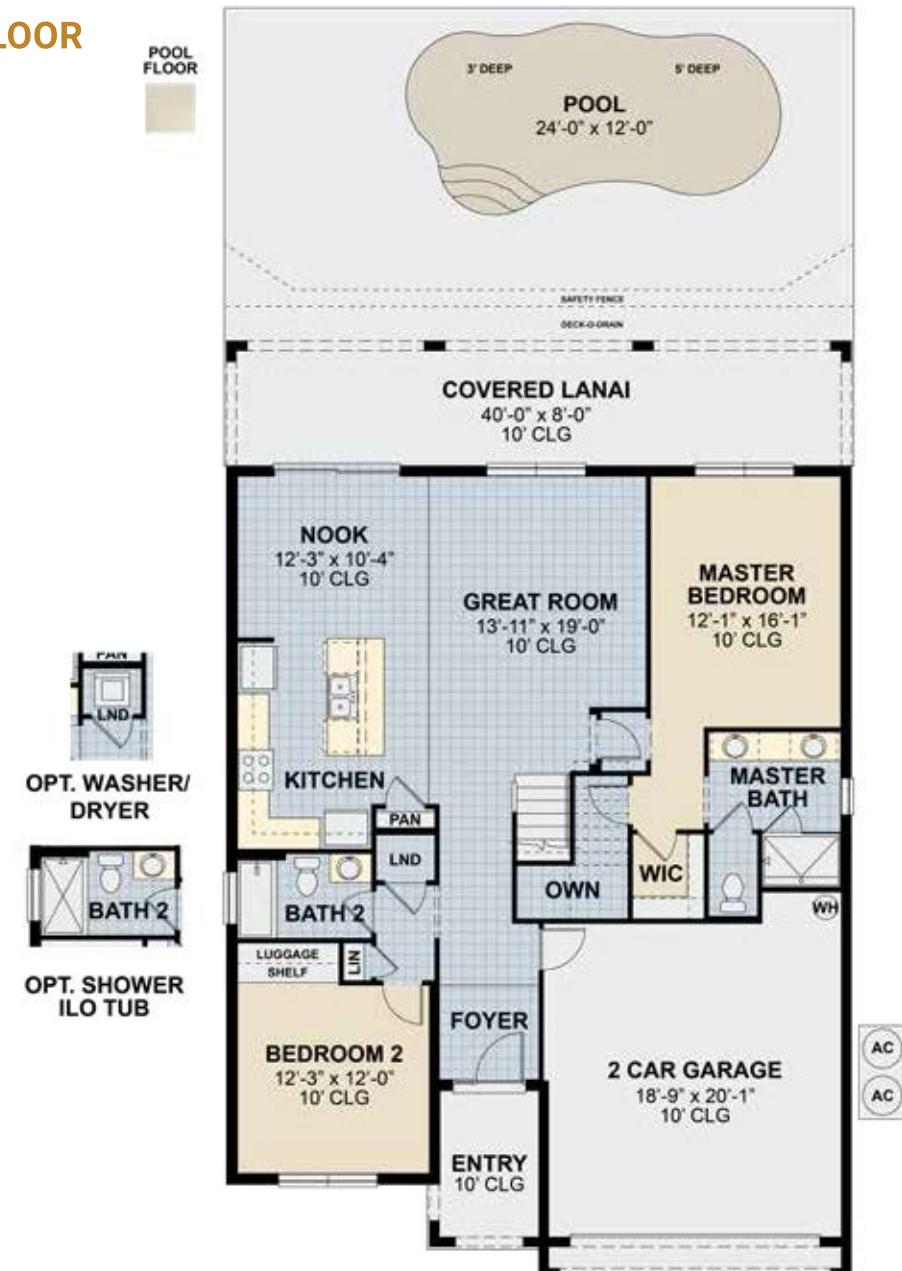 LOOR
POOL
FLOOR
3' DEEP
5' DEEP
POOL
24'-0" x 12'-0"
SAFETY FENCE
DECK-O-DRAIN
COVERED LANAI
40'-0" x 8'-0"
10' CLG
NOOK
12'-3" x 10'-4"
10' CLG
GREAT ROOM
13'-11" x 19'-0"
10' CLG
MASTER
BEDROOM
12'-1" x 16'-1"
10' CLG
PAN
LND
OPT. WASHER/
DRYER
KITCHEN
PAN
LND
MASTER
BATH
OWN
WIC
WH
BATH 2
OPT. SHOWER
ILO TUB
BATH 2
LUGGAGE
SHELF
LIN
BEDROOM 2
12'-3" x 12'-0"
10' CLG
FOYER
2 CAR GARAGE
18'-9" x 20'-1"
10' CLG
AC
AC
ENTRY
10' CLG